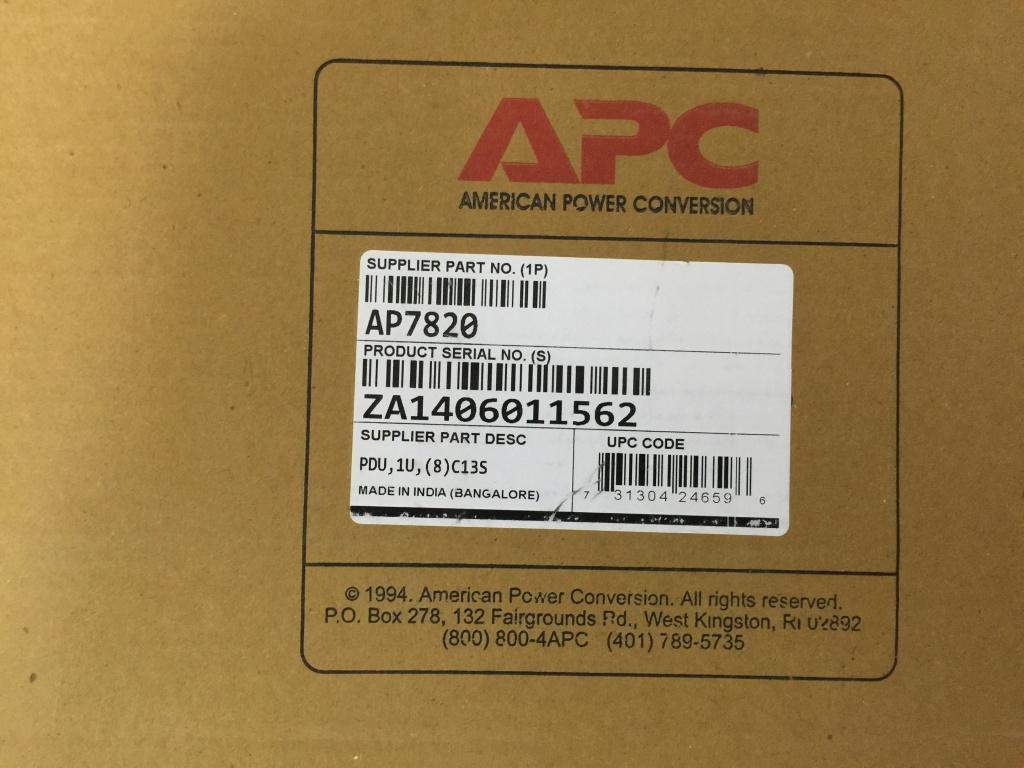 APC
AMERICAN POWER CONVERSION
SUPPLIER PART NO. (1P)
AP7820
PRODUCT SERIAL NO. (S)
ZA1406011562
SUPPLIER PART DESC
UPC CODE
PDU,1U,(8)C13S
MADE IN INDIA (BANGALORE)
7 31304 24659 6
© 1994. American Power Conversion. All rights reserved.
P.O. Box 278, 132 Fairgrounds Rd., West Kingston, RI 02892
(800) 800-4APC (401) 789-5735